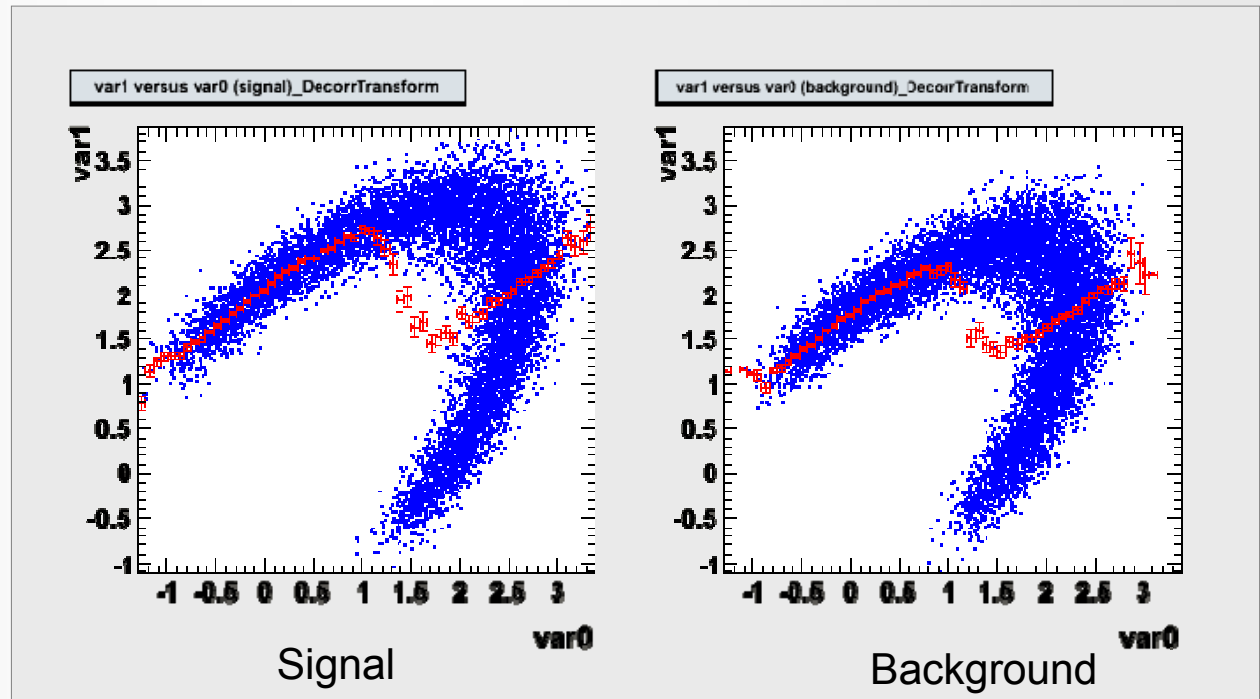 var1 versus var0 (signal)_DecorrTransform
var1
3.5
3
2.5
2
1.5
1
0.5
0
-0.5
-1
-1 -0.5 0 0.5 1 1.5 2 2.5 3
var0
Signal
var1 versus var0 (background)_DecorrTransform
var1
3.5
3
2.5
2
1.5
1
0.5
0
-0.5
-1
-1 -0.5 0 0.5 1 1.5 2 2.5 3
var0
Background